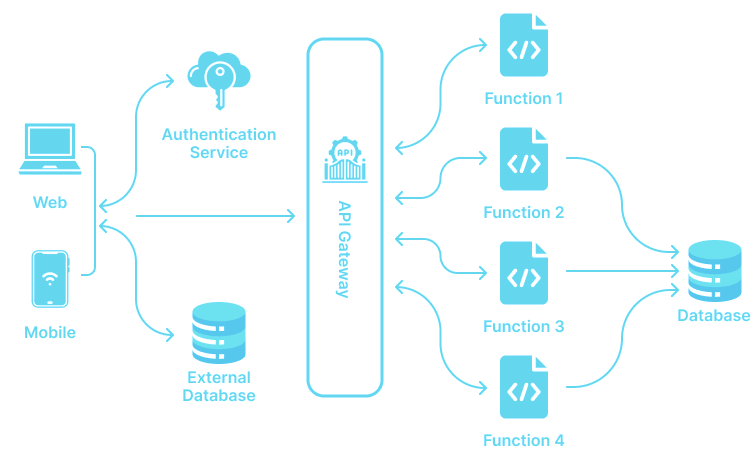 Web
Mobile
Authentication
Service
External
Database
API
API Gateway
</>
Function 1
</>
Function 2
</>
Function 3
</>
Function 4
Database